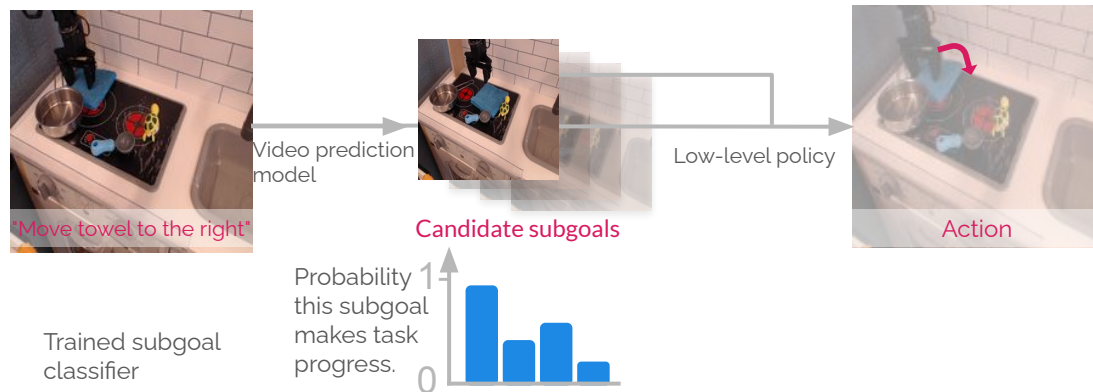 "Move towel to the right"
Video prediction
model
Candidate subgoals
Low-level policy
Action
Probability
this subgoal
makes task
progress.
1
0
Trained subgoal
classifier